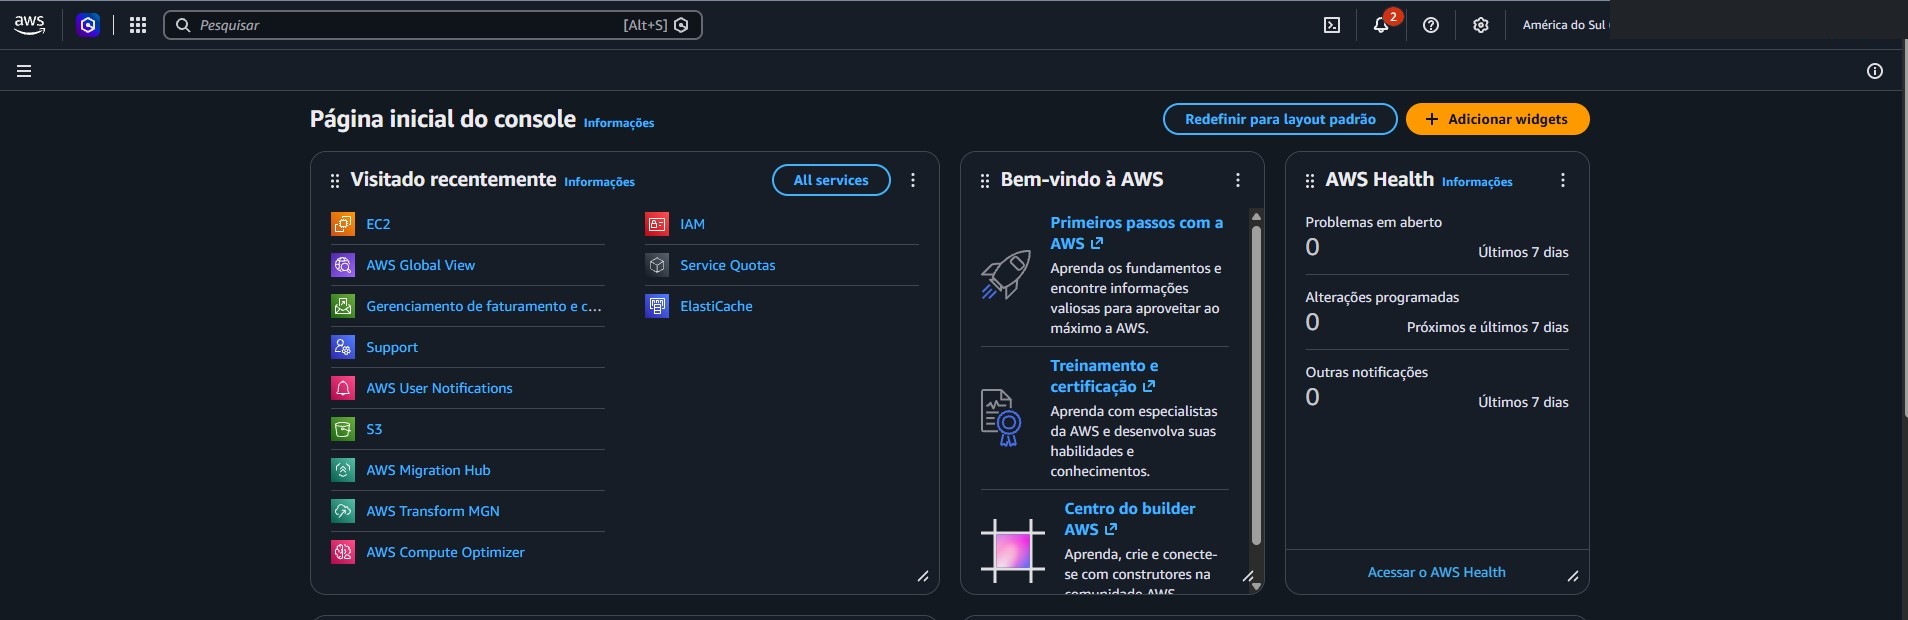 aws
Pesquisar
[Alt+S]
2
América do Sul
Página inicial do console
Informações
Redefinir para layout padrão
+ Adicionar widgets
Visitado recentemente
Informações
All services
EC2
AWS Global View
Gerenciamento de faturamento e c...
Support
AWS User Notifications
S3
AWS Migration Hub
AWS Transform MGN
AWS Compute Optimizer
IAM
Service Quotas
ElastiCache
Bem-vindo à AWS
Primeiros passos com a
AWS
Aprenda os fundamentos e
encontre informações
valiosas para aproveitar ao
máximo a AWS.
Treinamento e
certificação
Aprenda com especialistas
da AWS e desenvolva suas
habilidades e
conhecimentos.
Centro do builder
AWS
Aprenda, crie e conecte-
se com construtores na
comunidade AWS
AWS Health
Informações
Problemas em aberto
0
Últimos 7 dias
Alterações programadas
0
Próximos e últimos 7 dias
Outras notificações
0
Últimos 7 dias
Acessar o AWS Health